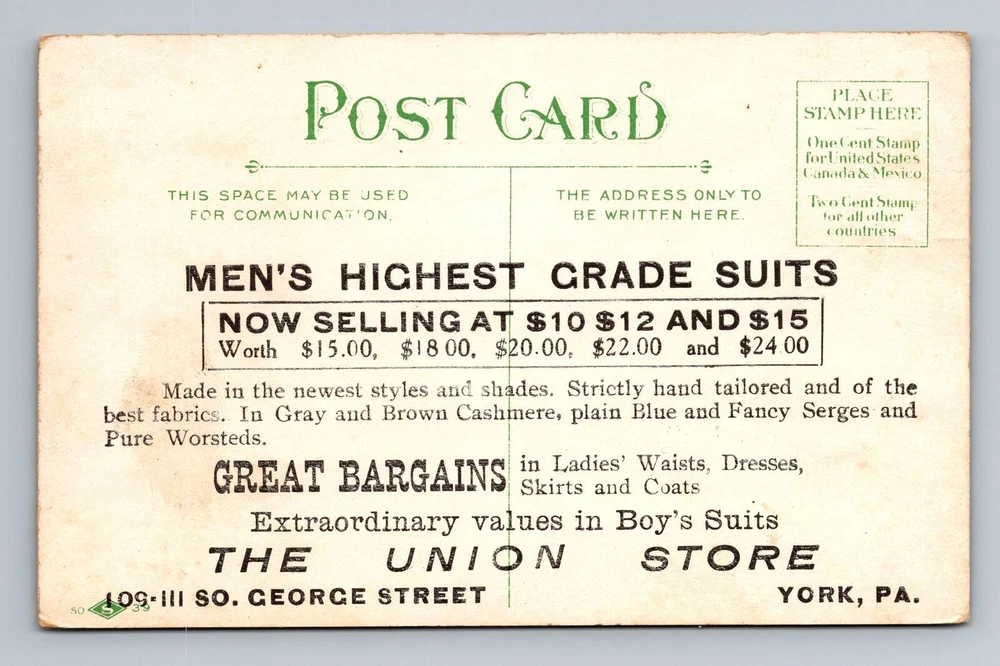 POST CARD
PLACE
STAMP HERE
One Cent Stamp
for United States
Canada & Mexico
Two Cent Stamp
for all other
countries
THIS SPACE MAY BE USED
FOR COMMUNICATION.
THE ADDRESS ONLY TO
BE WRITTEN HERE.
MEN'S HIGHEST GRADE SUITS
NOW SELLING AT $10 $12 AND $15
Worth $15.00, $18 00, $20.00, $22.00 and $24 00
Made in the newest styles and shades. Strictly hand tailored and of the
best fabrics. In Gray and Brown Cashmere, plain Blue and Fancy Serges and
Pure Worsteds.
GREAT BARGAINS in Ladies' Waists, Dresses,
Skirts and Coats
Extraordinary values in Boy's Suits
THE UNION STORE
109-111 SO. GEORGE STREET YORK, PA.
SO S 39